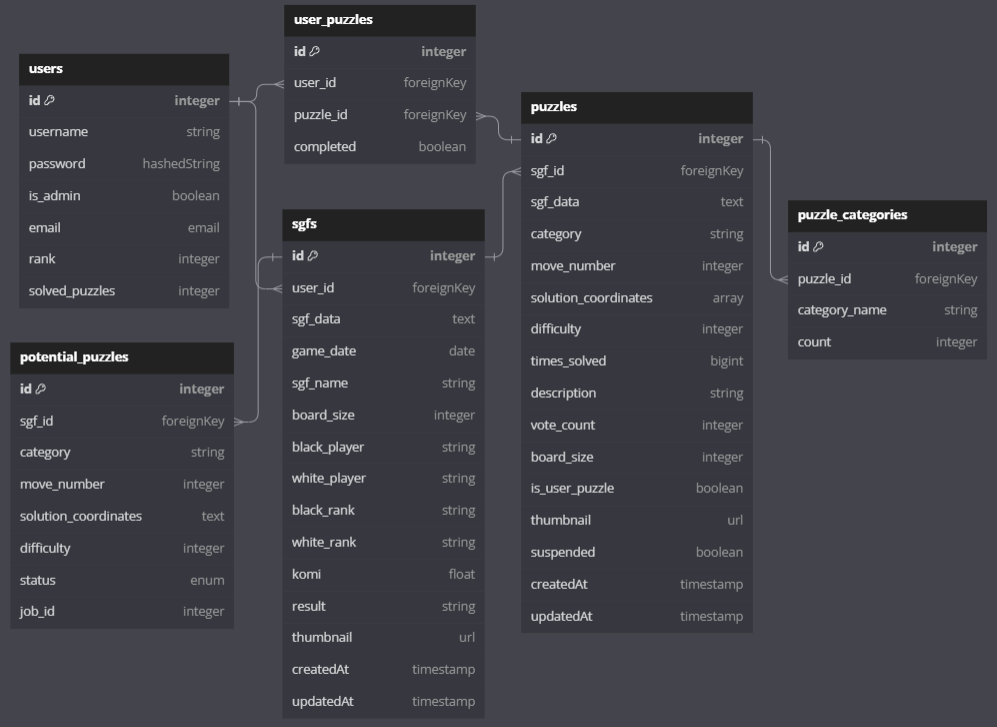 users
id integer
username string
password hashedString
is_admin boolean
email email
rank integer
solved_puzzles integer
potential_puzzles
id integer
sgf_id foreignKey
category string
move_number integer
solution_coordinates text
difficulty integer
status enum
job_id integer
user_puzzles
id integer
user_id foreignKey
puzzle_id foreignKey
completed boolean
sgfs
id integer
user_id foreignKey
sgf_data text
game_date date
sgf_name string
board_size integer
black_player string
white_player string
black_rank string
white_rank string
komi float
result string
thumbnail url
createdAt timestamp
updatedAt timestamp
puzzles
id integer
sgf_id foreignKey
sgf_data text
category string
move_number integer
solution_coordinates array
difficulty integer
times_solved bigint
description string
vote_count integer
board_size integer
is_user_puzzle boolean
thumbnail url
suspended boolean
createdAt timestamp
updatedAt timestamp
puzzle_categories
id integer
puzzle_id foreignKey
category_name string
count integer